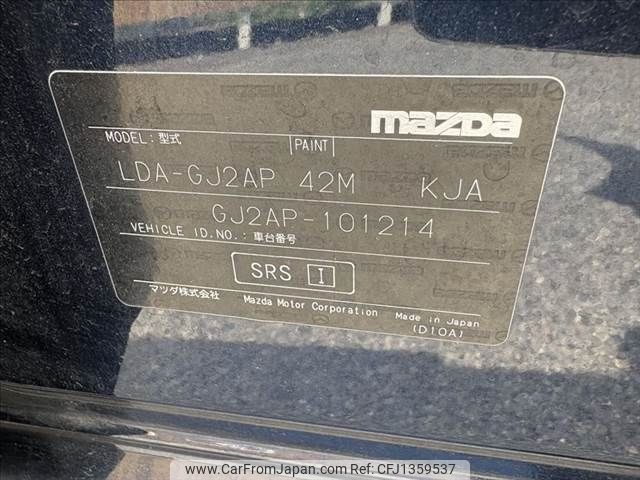 mazda
MODEL: 型式 PAINT
LDA-GJ2AP 42M KJA
GJ2AP-101214
VEHICLE ID.NO.: 車台番号
SRS I
マツダ株式会社 Mazda Motor Corporation Made in Japan
(D10A)
www.CarFromJapan.com - CFJ1359537